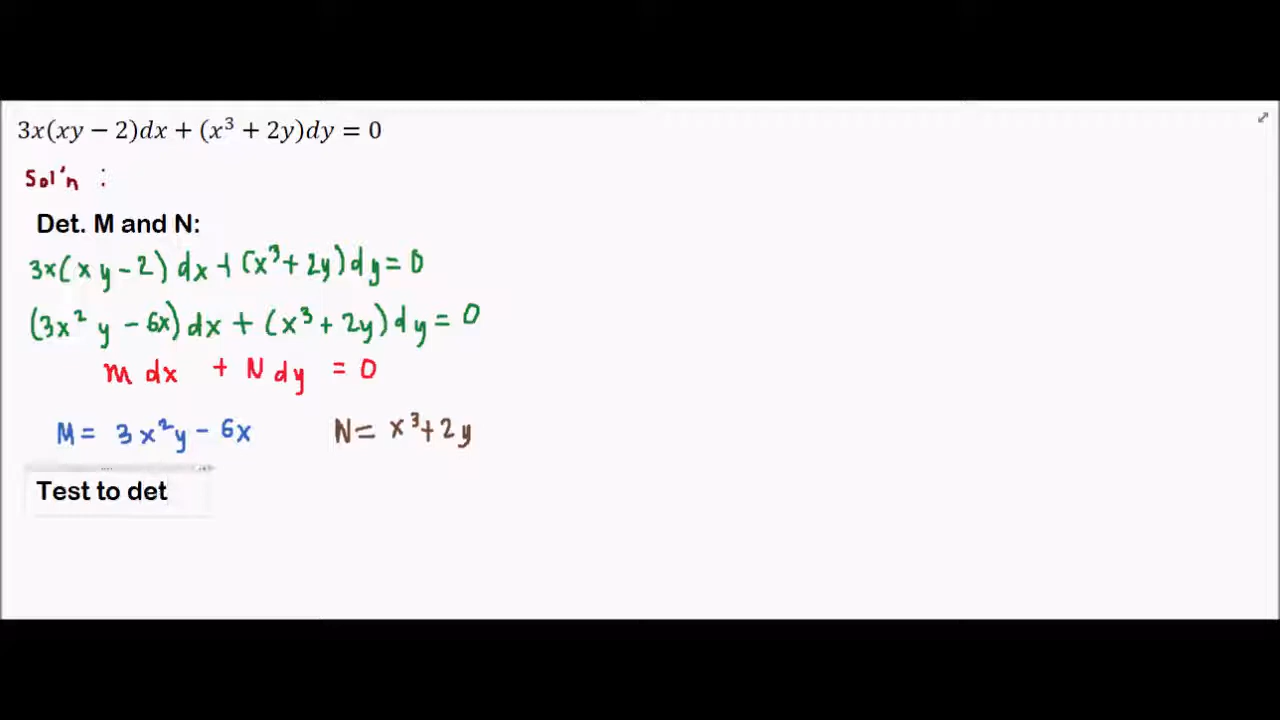 3x(xy − 2)dx + (x³ + 2y)dy = 0
Sol'n :
Det. M and N:
3x(xy − 2) dx + (x³ + 2y) dy = 0
(3x² y − 6x) dx + (x³ + 2y) dy = 0
M dx + N dy = 0
M = 3x²y − 6x N = x³ + 2y
Test to det